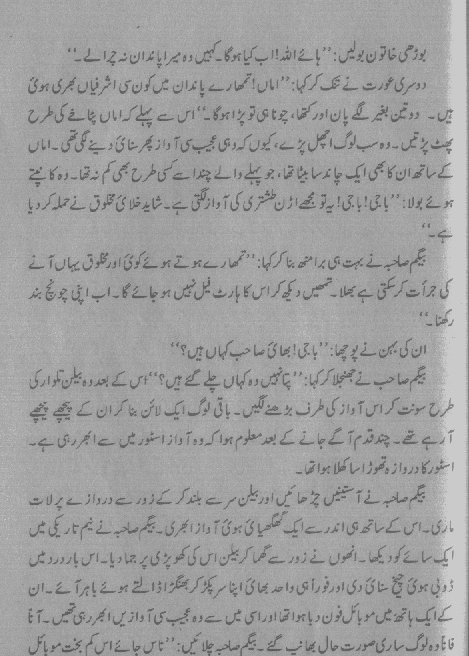 بوڑھی خاتون بولیں: ’’ہائے اللہ! اب کیا ہوگا۔ کہیں وہ میرا پاندان نہ چرالے۔‘‘
دوسری عورت نے تنک کر کہا: ’’اماں! تمھارے پاندان میں کون سی اشرفیاں بھری ہوئ
ہیں۔ دو تین بغیر لگے پان اور کتھا، چونا ہی تو پڑا ہوگا۔‘‘ اس سے پہلے کہ اماں پٹاخے کی طرح
پھٹ پڑتیں۔ وہ سب لوگ اچھل پڑے، کیوں کہ وہی عجیب سی آواز پھر سنائ دینے لگی تھی۔ اماں
کے ساتھ ان کا بھی ایک چاند سا بیٹا تھا، جو پہلے والے چندا سے کسی طرح بھی کم نہ تھا۔ وہ کانپتے
ہوئے بولا: ’’باجی! باجی! یہ تو مجھے اڑن طشتری کی آواز لگتی ہے۔ شاید خلائ مخلوق نے حملہ کر دیا
ہے۔‘‘
بیگم صاحبہ نے بہت ہی برا منھ بنا کر کہا: ’’تمھارے ہوتے ہوئے کوئ اور مخلوق یہاں آنے
کی جرأت کر سکتی ہے بھلا۔ تمھیں دیکھ کر اس کا ہارٹ فیل نہیں ہو جائے گا۔ اب اپنی چونچ بند
رکھنا۔‘‘
ان کی بہن نے پوچھا: ’’باجی! بھائ صاحب کہاں ہیں؟‘‘
بیگم صاحب نے جھنجلا کر کہا: ’’پتا نہیں وہ کہاں چلے گئے ہیں؟‘‘ اس کے بعد وہ بیلن تلوار کی
طرح سونت کر اس آواز کی طرف بڑھنے لگیں۔ باقی لوگ ایک لائن بنا کر ان کے پیچھے پیچھے
آ رہے تھے۔ چند قدم آگے جانے کے بعد معلوم ہوا کہ وہ آواز اسٹور میں سے ابھر رہی ہے۔
اسٹور کا دروازہ تھوڑا سا کھلا ہوا تھا۔
بیگم صاحبہ نے آستینیں چڑھائیں اور بیلن سر سے بلند کر کے زور سے دروازے پر لات
ماری۔ اس کے ساتھ ہی اندر سے ایک گھگھیائ ہوئ آواز ابھری۔ بیگم صاحبہ نے نیم تاریکی میں
ایک سائے کو دیکھا۔ انھوں نے زور سے گھما کر بیلن اس کی کھوپڑی پر جما دیا۔ اس بار درد میں
ڈوبی ہوئ چیخ سنائ دی اور فوراً ہی واحد بھائ اپنا سر پکڑ کر بھنگڑا ڈالتے ہوئے باہر آئے۔ ان
کے ایک ہاتھ میں موبائل فون دبا ہوا تھا اور اسی میں سے وہ عجیب سی آوازیں ابھر رہی تھیں۔ آناً
فاناً وہ لوگ ساری صورت حال بھانپ گئے۔ بیگم صاحبہ چلائیں: ’’ناس جائے اس کم بخت موبائل